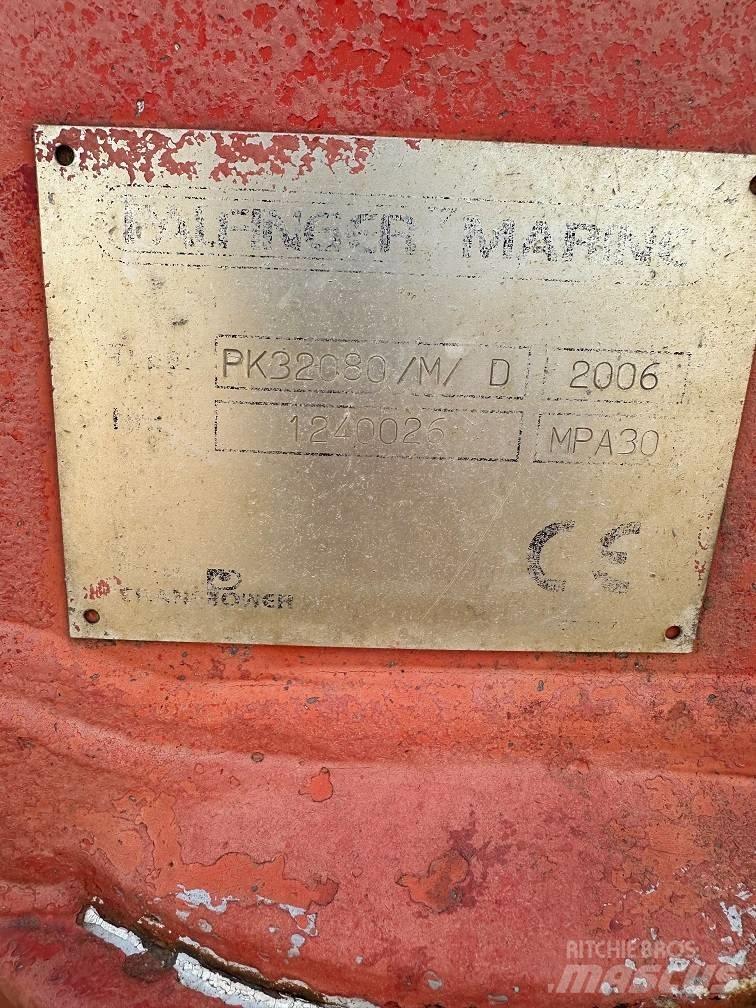 PALFINGER MARINE
PK32080/M/ D 2006
1240026 MPA30
CE
RITCHIE BROS.
mascus